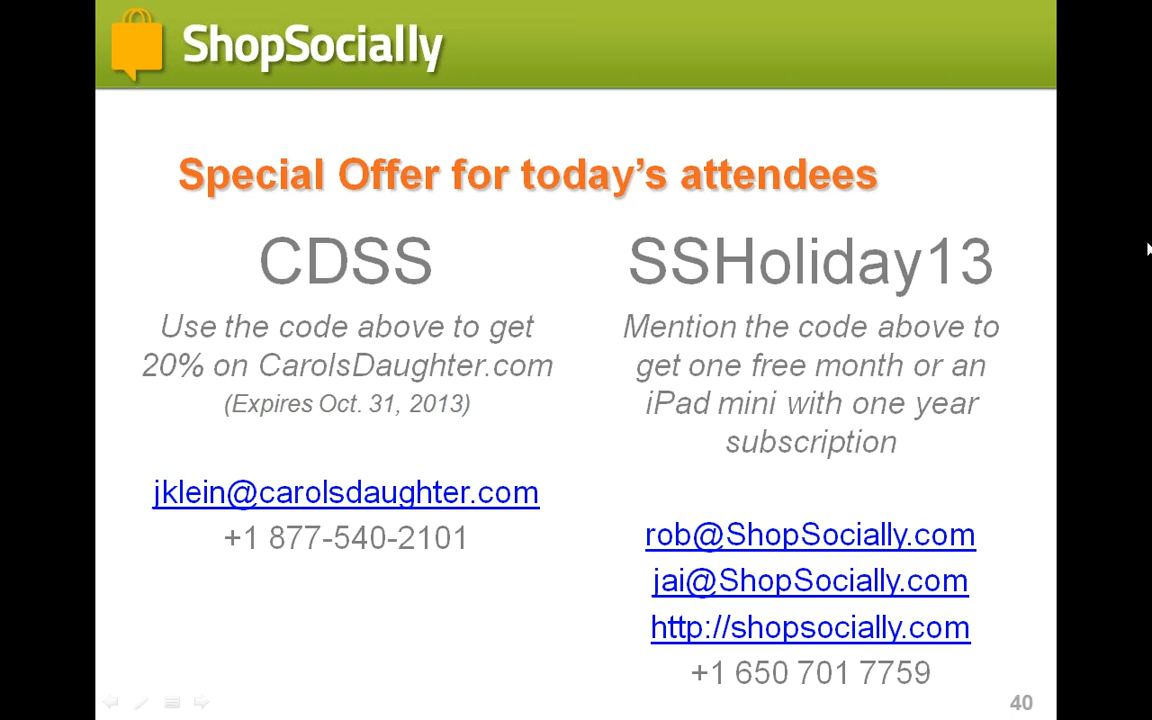 ShopSocially
Special Offer for today's attendees
CDSS
Use the code above to get
20% on CarolsDaughter.com
(Expires Oct. 31, 2013)
jklein@carolsdaughter.com
+1 877-540-2101
SSHoliday13
Mention the code above to
get one free month or an
iPad mini with one year
subscription
rob@ShopSocially.com
jai@ShopSocially.com
http://shopsocially.com
+1 650 701 7759
40